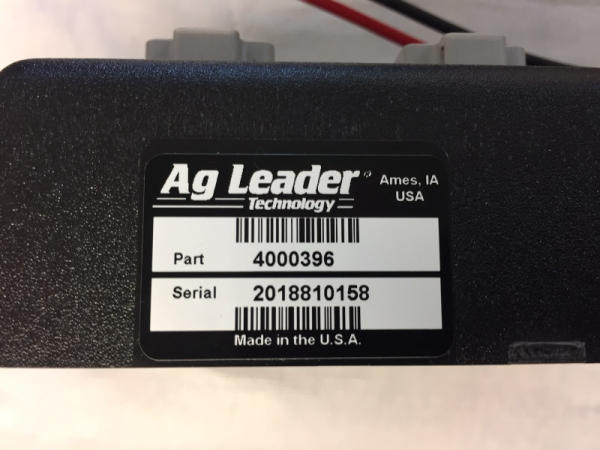 Ag Leader®
Technology
Ames, IA
USA
Part 4000396
Serial 2018810158
Made in the U.S.A.